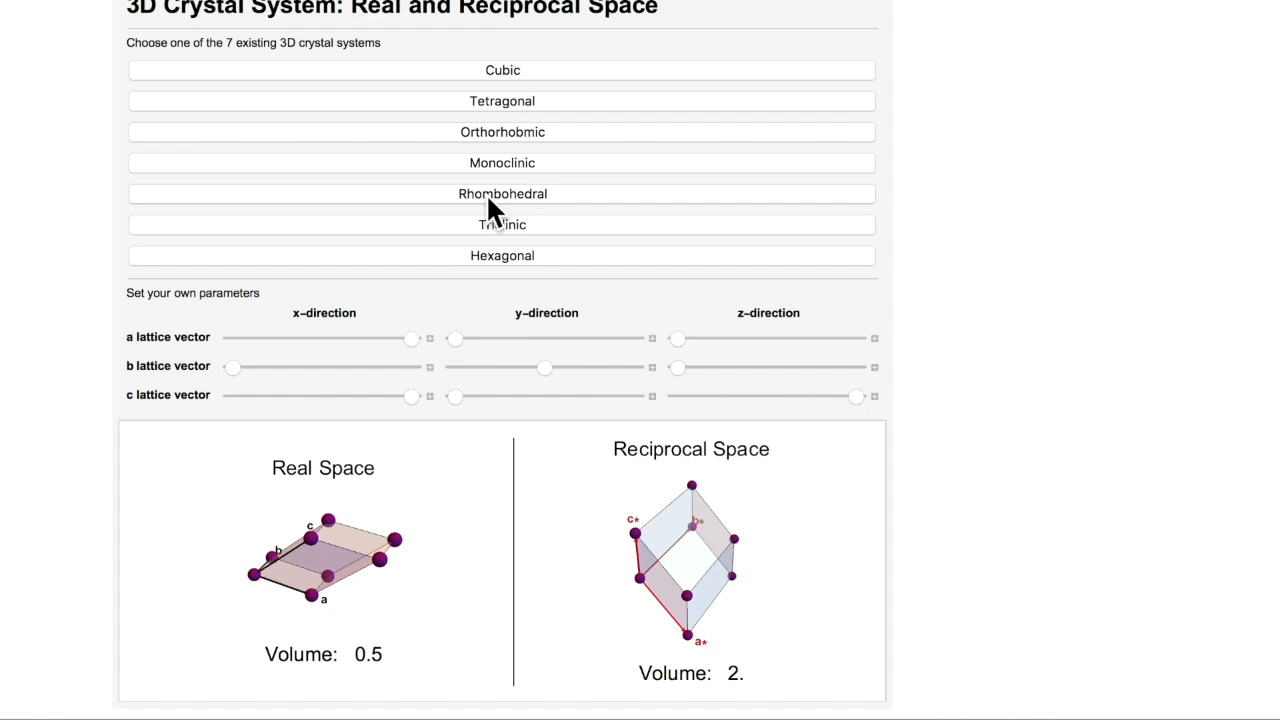 3D Crystal System: Real and Reciprocal Space
Choose one of the 7 existing 3D crystal systems
Cubic
Tetragonal
Orthorhobmic
Monoclinic
Rhombohedral
Triclinic
Hexagonal
Set your own parameters
x-direction y-direction z-direction
a lattice vector
b lattice vector
c lattice vector
Real Space
Reciprocal Space
c
b
a
c*
b*
a*
Volume: 0.5
Volume: 2.